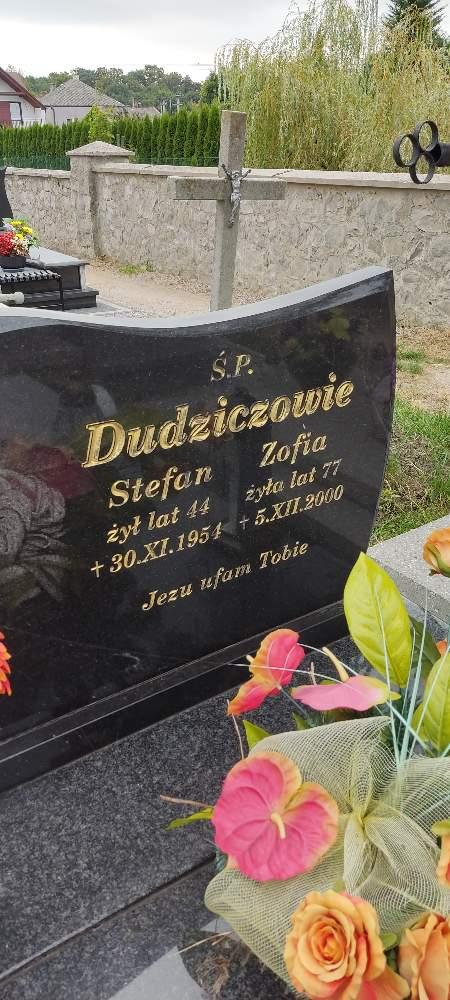 Ś.P.
Dudziczowie
Stefan
żył lat 44
+ 30.XI.1954
Zofia
żyła lat 77
+ 5.XII.2000
Jezu ufam Tobie